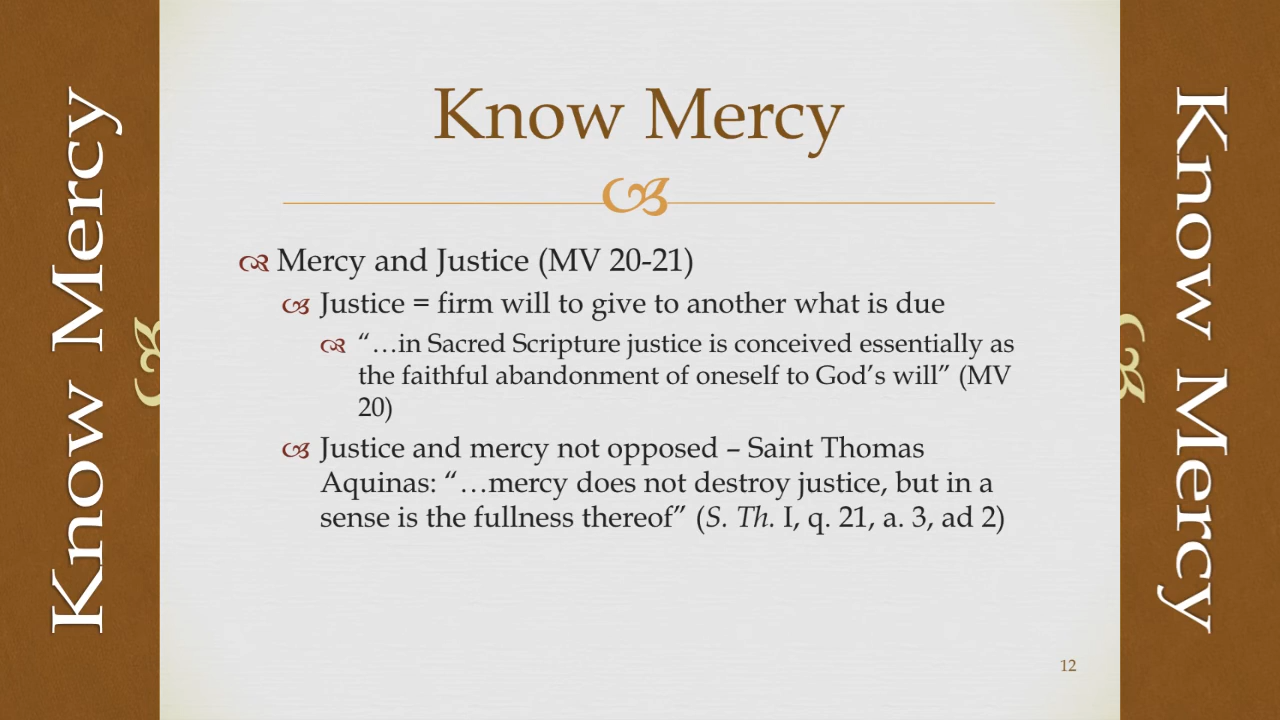 Know Mercy
Know Mercy
Mercy and Justice (MV 20-21)
Justice = firm will to give to another what is due
“…in Sacred Scripture justice is conceived essentially as
the faithful abandonment of oneself to God’s will” (MV
20)
Justice and mercy not opposed – Saint Thomas
Aquinas: “…mercy does not destroy justice, but in a
sense is the fullness thereof” (S. Th. I, q. 21, a. 3, ad 2)
12
Know Mercy